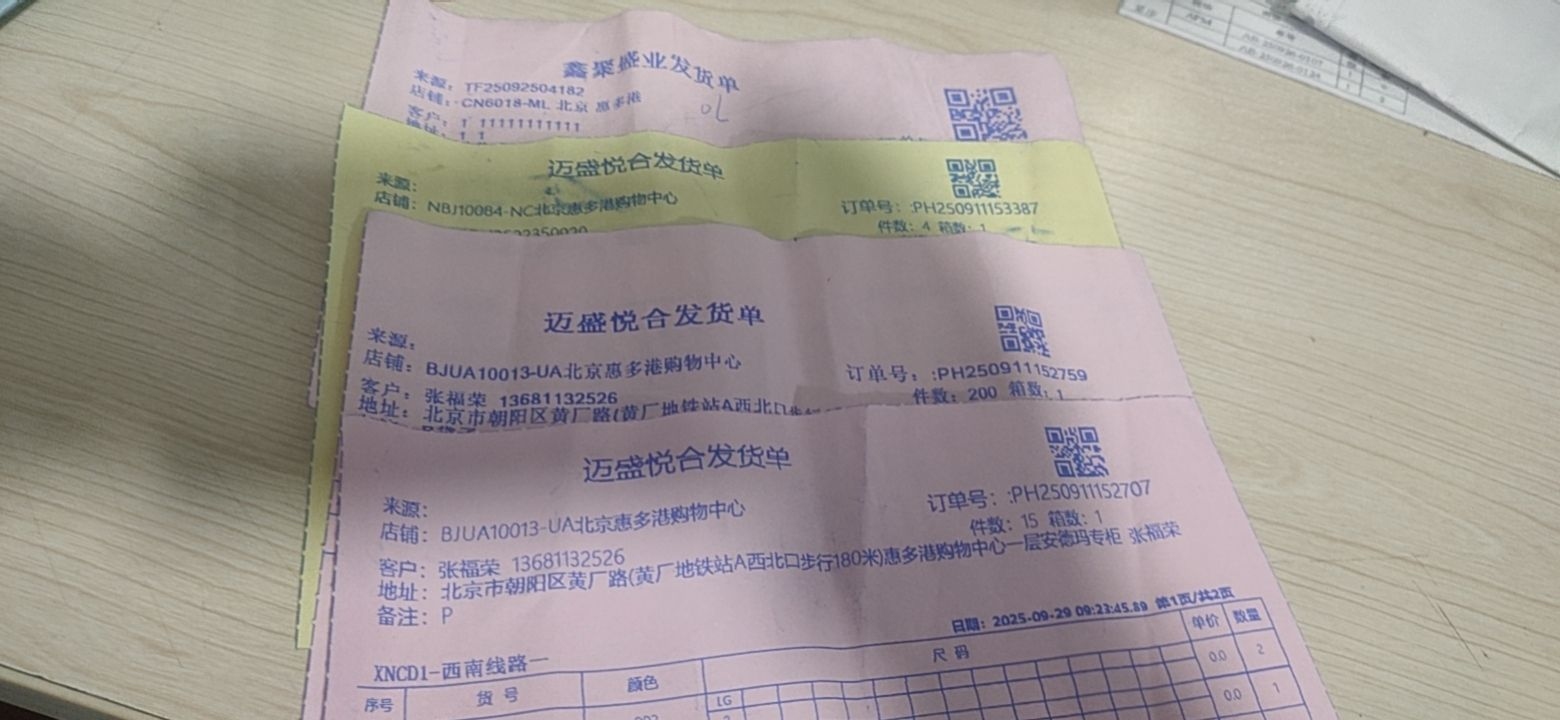 鑫聚盛业发货单
来源: TF25092504182
店铺: CN6018-ML 北京 惠多港
OL
客户: 1 11111111111
地址: 1 1
迈盛悦合发货单
来源:
店铺: NBJ10084-NC北京惠多港购物中心
订单号: :PH250911153387
件数: 4 箱数: 1
迈盛悦合发货单
来源:
店铺: BJUA10013-UA北京惠多港购物中心
订单号: :PH250911152759
客户: 张福荣 13681132526
件数: 200 箱数: 1
地址: 北京市朝阳区黄厂路(黄厂地铁站A西北口步行
迈盛悦合发货单
来源:
店铺: BJUA10013-UA北京惠多港购物中心
订单号: :PH250911152707
件数: 15 箱数: 1
客户: 张福荣 13681132526
地址: 北京市朝阳区黄厂路(黄厂地铁站A西北口步行180米)惠多港购物中心一层安德玛专柜 张福荣
备注: P
日期: 2025-09-29 09:23:45.89 第1页/共2页
XNCD1-西南线路一
序号 货号 颜色 尺码 单价 数量
LG 0.0 2
0.0 1